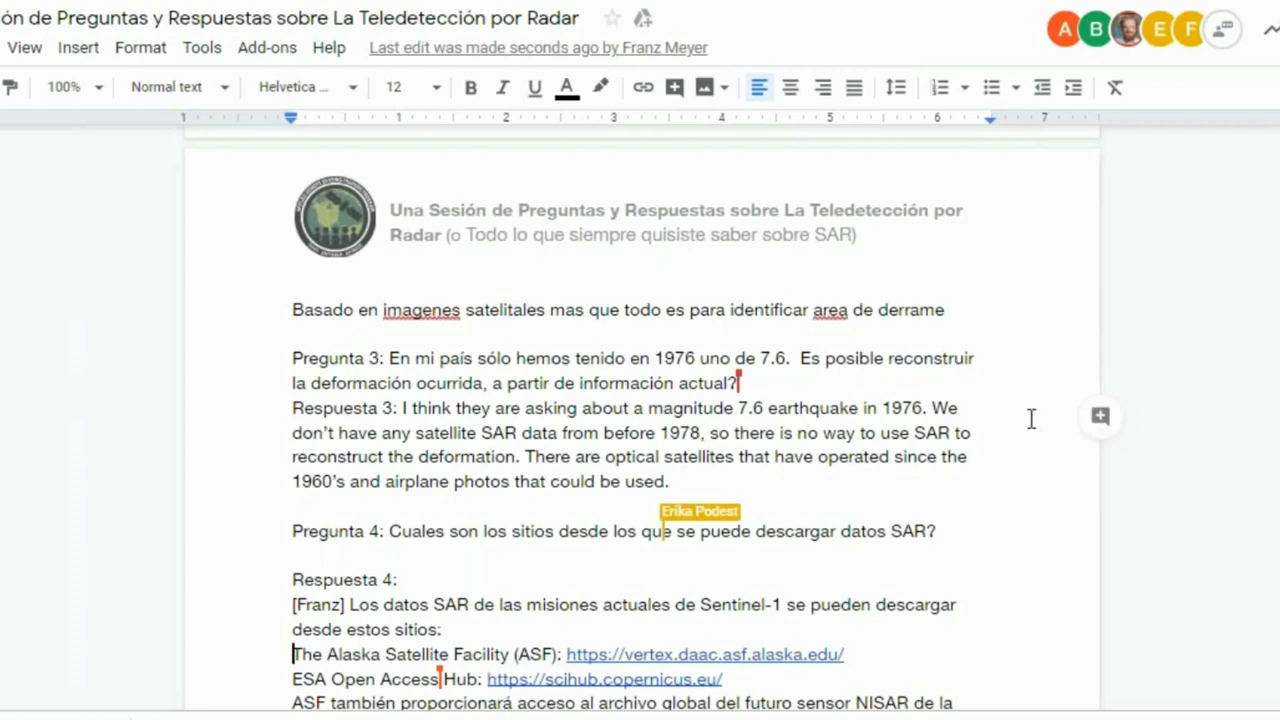 ón de Preguntas y Respuestas sobre La Teledetección por Radar
A B E F
View Insert Format Tools Add-ons Help Last edit was made seconds ago by Franz Meyer
100% Normal text Helvetica ... 12 B I U A
1 1 2 3 4 5 6 7
Una Sesión de Preguntas y Respuestas sobre La Teledetección por
Radar (o Todo lo que siempre quisiste saber sobre SAR)
Basado en imagenes satelitales mas que todo es para identificar area de derrame
Pregunta 3: En mi país sólo hemos tenido en 1976 uno de 7.6. Es posible reconstruir
la deformación ocurrida, a partir de información actual?
Respuesta 3: I think they are asking about a magnitude 7.6 earthquake in 1976. We
don't have any satellite SAR data from before 1978, so there is no way to use SAR to
reconstruct the deformation. There are optical satellites that have operated since the
1960's and airplane photos that could be used.
Erika Podest
Pregunta 4: Cuales son los sitios desde los que se puede descargar datos SAR?
Respuesta 4:
[Franz] Los datos SAR de las misiones actuales de Sentinel-1 se pueden descargar
desde estos sitios:
The Alaska Satellite Facility (ASF): https://vertex.daac.asf.alaska.edu/
ESA Open Access Hub: https://scihub.copernicus.eu/
ASF también proporcionará acceso al archivo global del futuro sensor NISAR de la